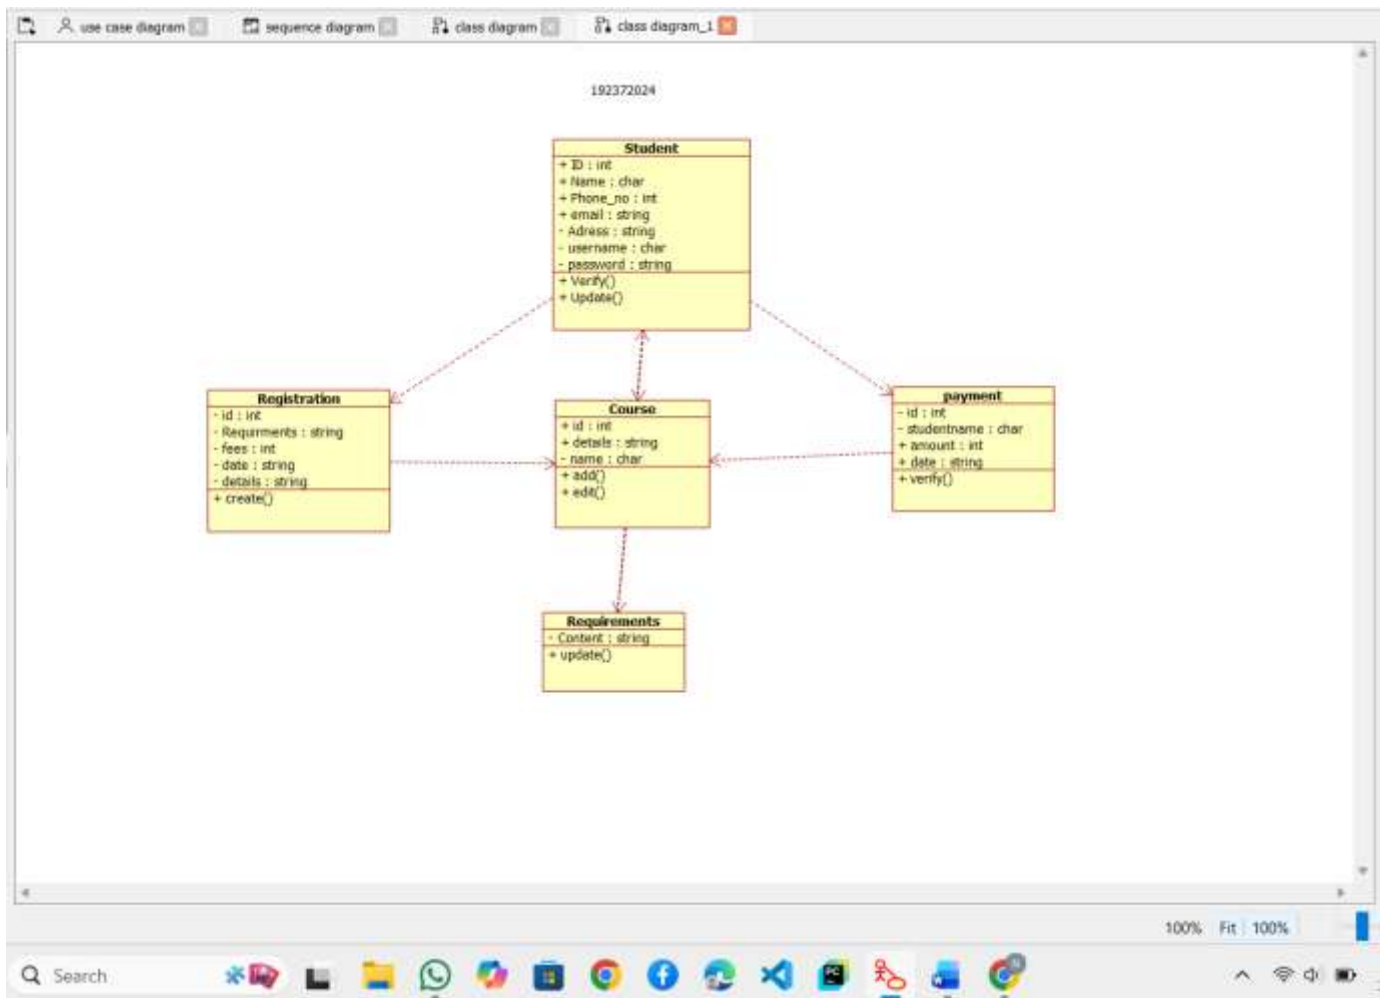 use case diagram sequence diagram class diagram class diagram_1
192372024
Student
+ ID : int
+ Name : char
+ Phone_no : int
+ email : string
- Adress : string
- username : char
- password : string
+ Verify()
+ Update()
Registration
- id : int
- Requirments : string
- fees : int
- date : string
- details : string
+ create()
Course
+ id : int
+ details : string
- name : char
+ add()
+ edit()
payment
- id : int
- studentname : char
+ amount : int
+ date : string
+ verify()
Requirements
- Content : string
+ update()
100% Fit 100%
Search